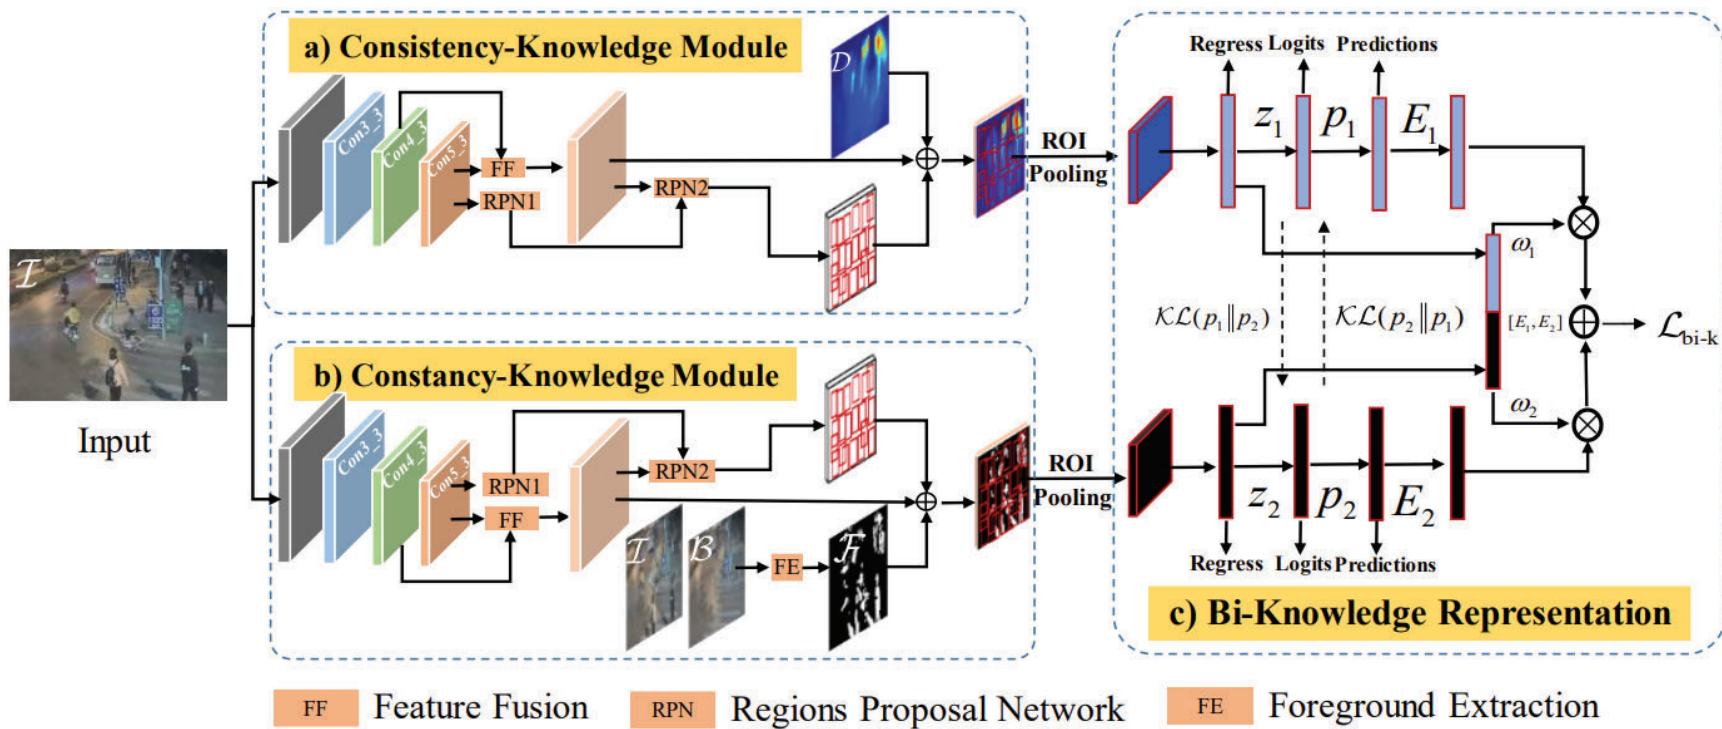 a) Consistency-Knowledge Module
Con3_3
Con4_3
Con5_3
FF
RPN1
RPN2
𝒟
ROI
Pooling
Regress Logits Predictions
z₁ p₁ E₁
ω₁
𝒦ℒ(p₁‖p₂)
𝒦ℒ(p₂‖p₁)
[E₁, E₂]
ℒbi-k
ω₂
ℐ
Input
b) Constancy-Knowledge Module
Con3_3
Con4_3
Con5_3
RPN1
FF
RPN2
ℐ
ℬ
FE
ℱ
ROI
Pooling
z₂ p₂ E₂
Regress Logits Predictions
c) Bi-Knowledge Representation
FF Feature Fusion
RPN Regions Proposal Network
FE Foreground Extraction